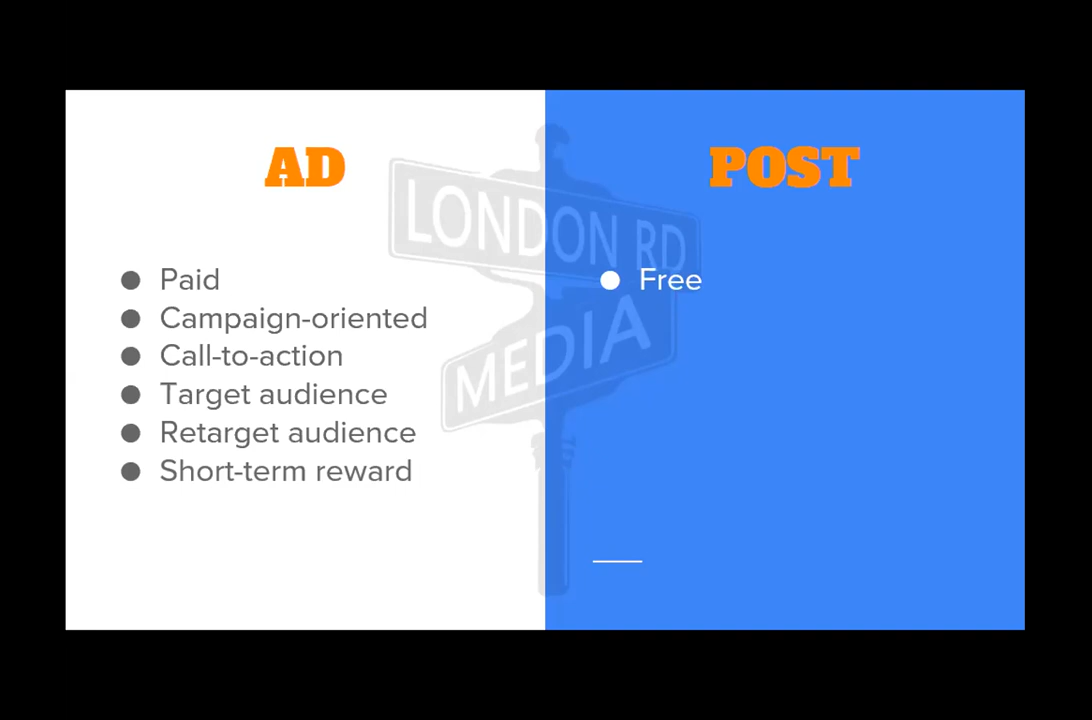 AD
Paid
Campaign-oriented
Call-to-action
Target audience
Retarget audience
Short-term reward
LONDON RD
MEDIA
POST
Free